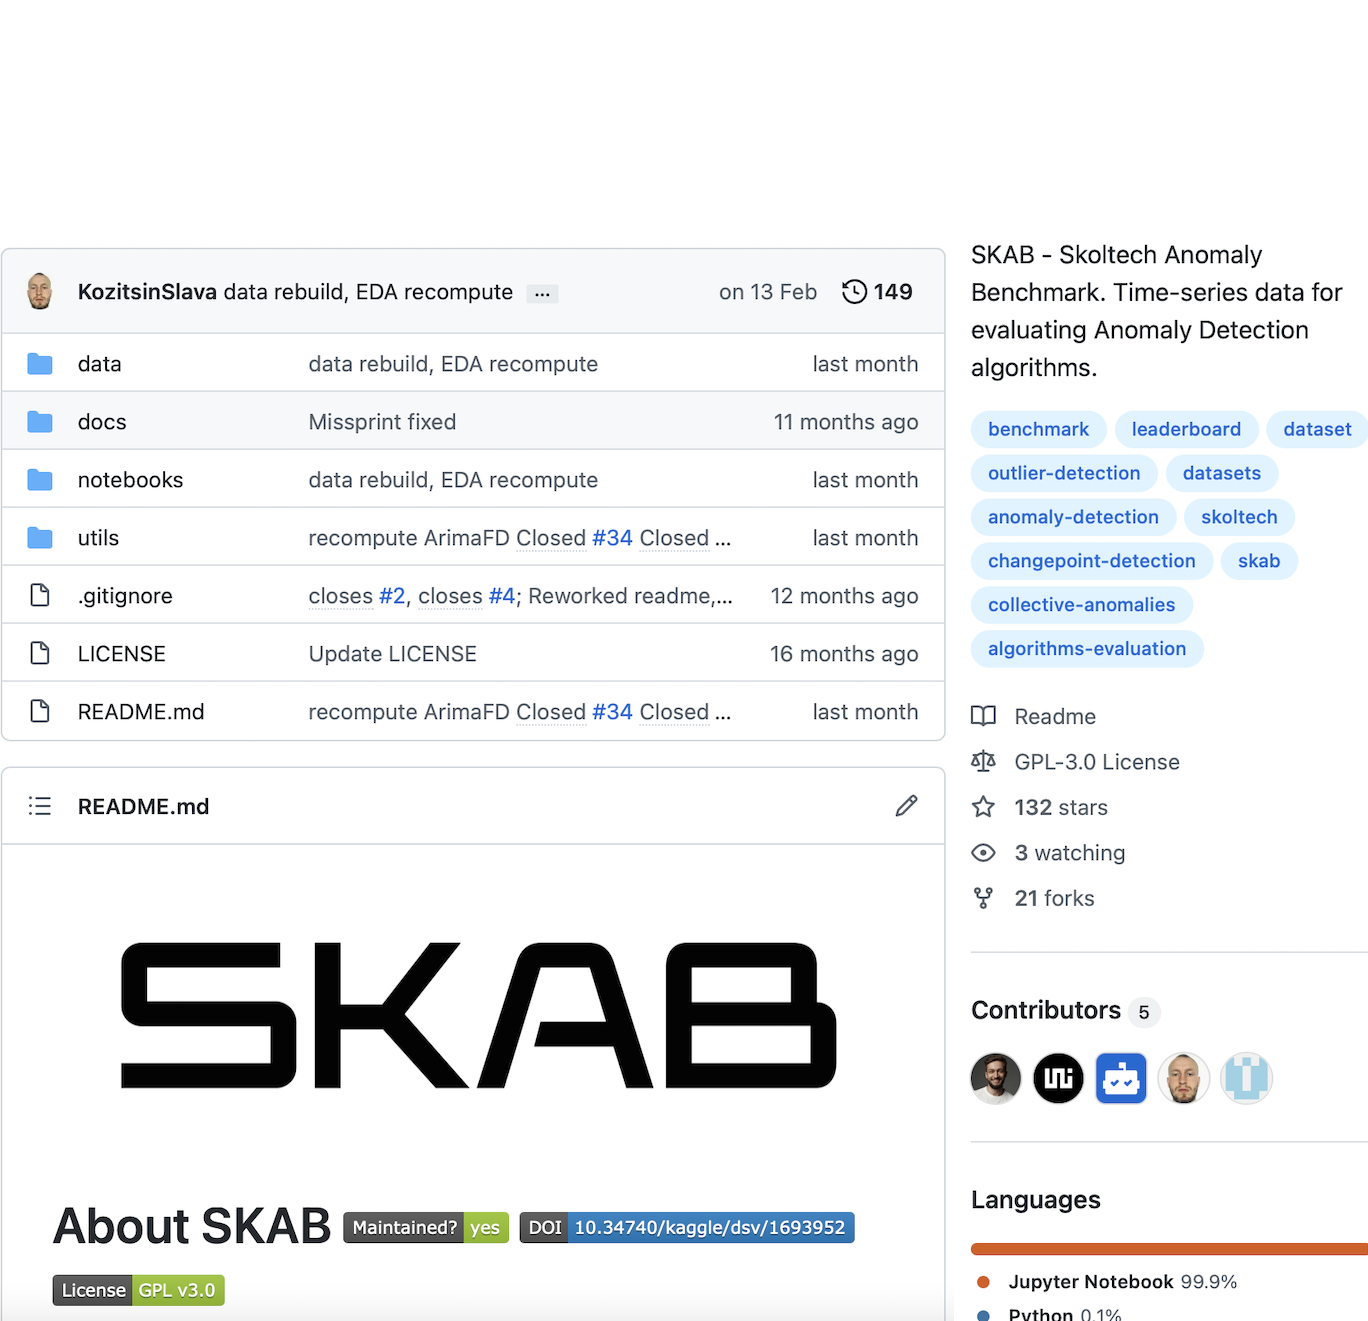 KozitsinSlava data rebuild, EDA recompute ... on 13 Feb 149
data data rebuild, EDA recompute last month
docs Missprint fixed 11 months ago
notebooks data rebuild, EDA recompute last month
utils recompute ArimaFD Closed #34 Closed ... last month
.gitignore closes #2, closes #4; Reworked readme,... 12 months ago
LICENSE Update LICENSE 16 months ago
README.md recompute ArimaFD Closed #34 Closed ... last month
README.md
SKAB
About SKAB Maintained? yes DOI 10.34740/kaggle/dsv/1693952
License GPL v3.0
SKAB - Skoltech Anomaly
Benchmark. Time-series data for
evaluating Anomaly Detection
algorithms.
benchmark leaderboard dataset
outlier-detection datasets
anomaly-detection skoltech
changepoint-detection skab
collective-anomalies
algorithms-evaluation
Readme
GPL-3.0 License
132 stars
3 watching
21 forks
Contributors 5
Languages
Jupyter Notebook 99.9%
Python 0.1%